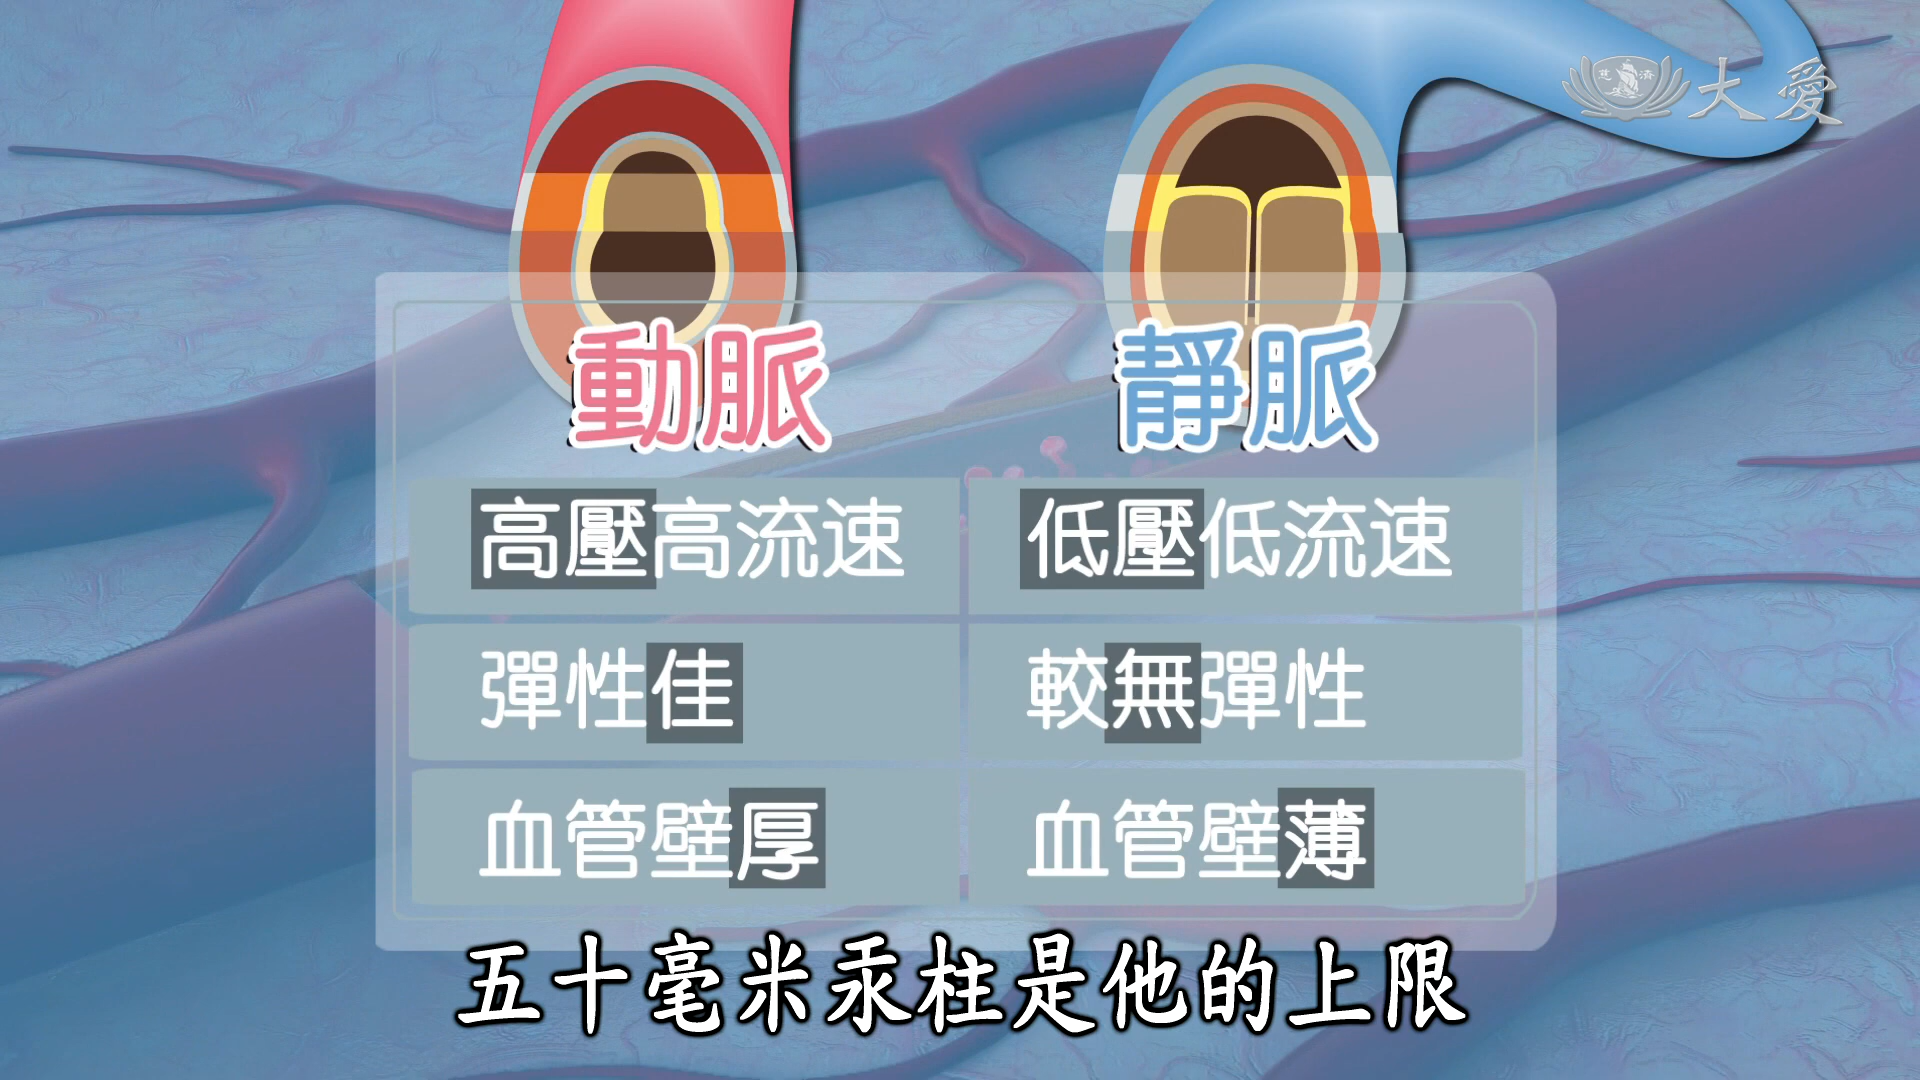 大愛
慈濟
動脈
靜脈
高壓高流速
低壓低流速
彈性佳
較無彈性
血管壁厚
血管壁薄
五十毫米汞柱是他的上限